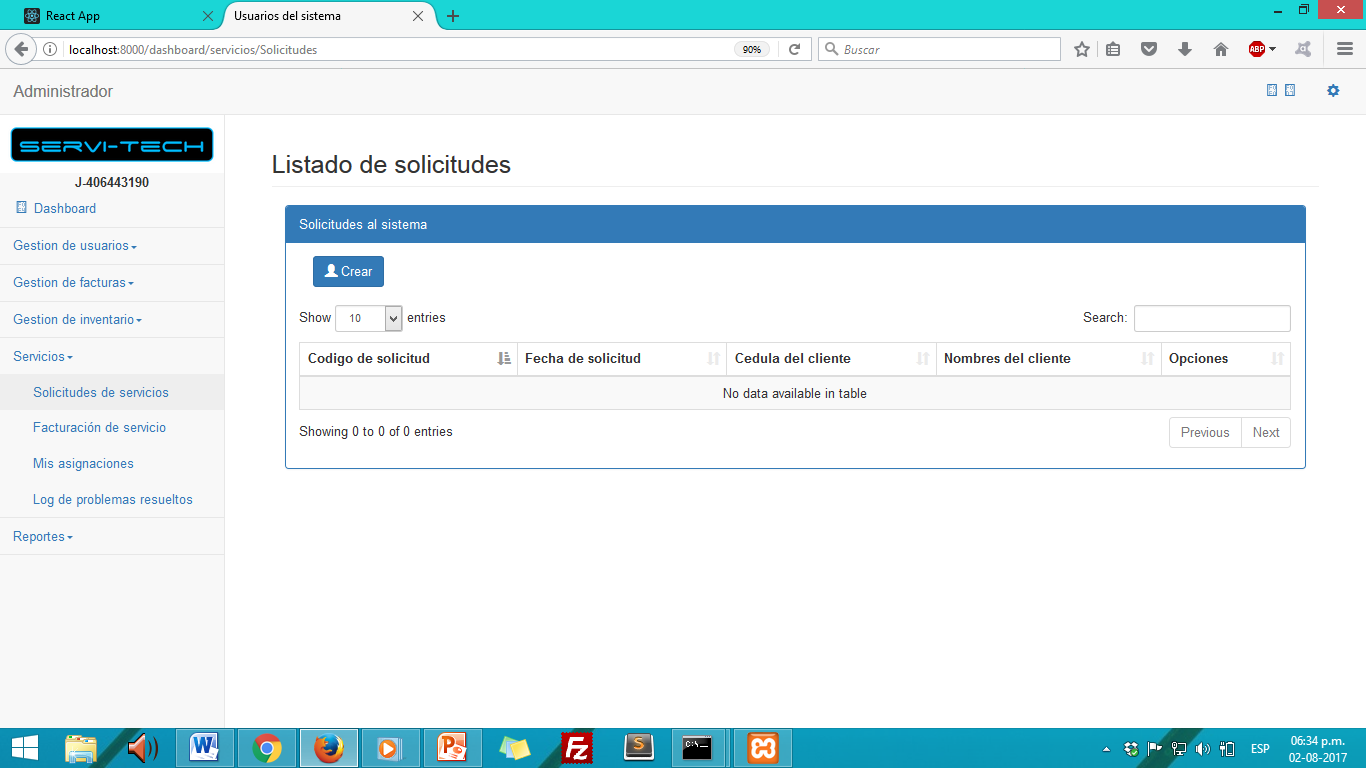 React App
Usuarios del sistema
localhost:8000/dashboard/servicios/Solicitudes
90%
Buscar
ABP
Administrador
SERVI-TECH
J-406443190
Dashboard
Gestion de usuarios
Gestion de facturas
Gestion de inventario
Servicios
Solicitudes de servicios
Facturación de servicio
Mis asignaciones
Log de problemas resueltos
Reportes
Listado de solicitudes
Solicitudes al sistema
Crear
Show 10 entries
Search:
Codigo de solicitud Fecha de solicitud Cedula del cliente Nombres del cliente Opciones
No data available in table
Showing 0 to 0 of 0 entries
Previous Next
ESP
06:34 p.m.
02-08-2017